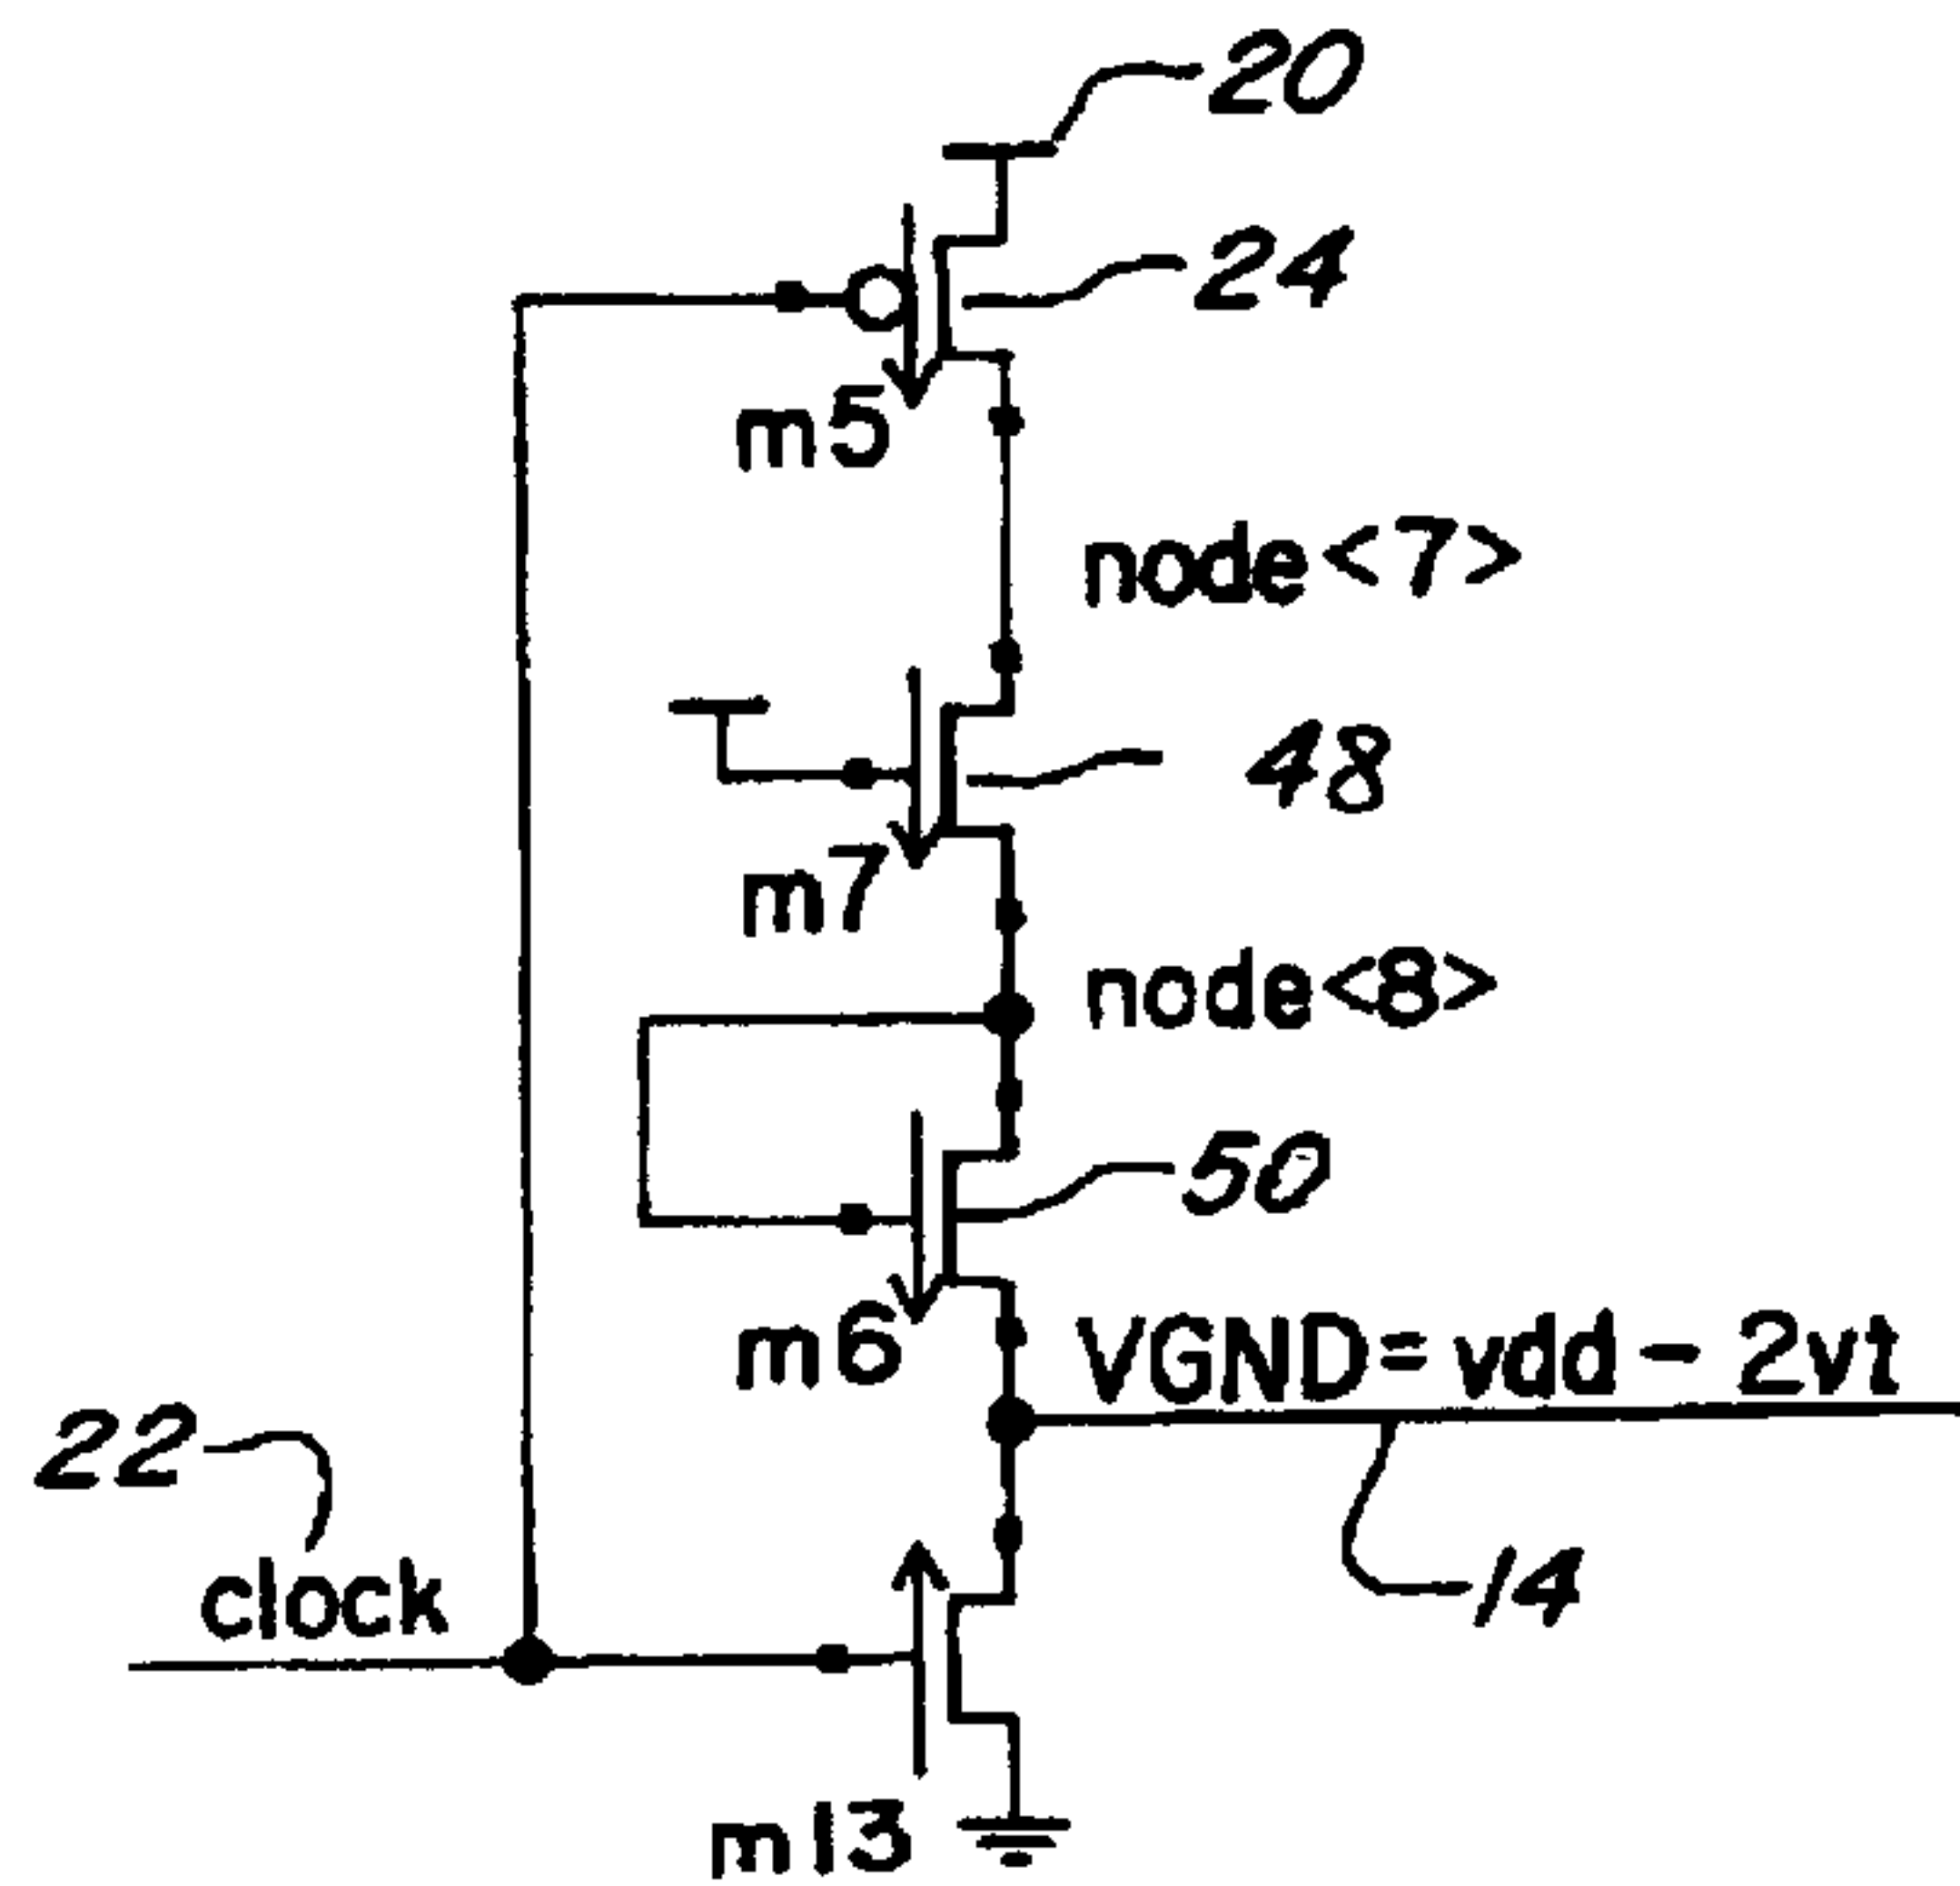 20
24
m5
node<7>
48
m7
node<8>
50
m6
VGND= vdd - 2vt
22
clock
14
m13